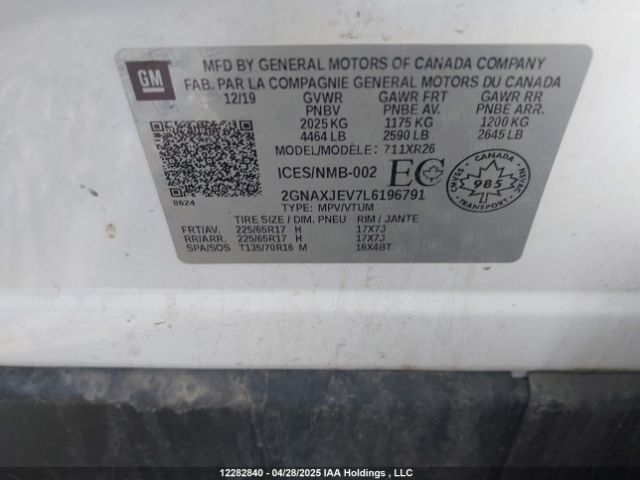 GM
MFD BY GENERAL MOTORS OF CANADA COMPANY
FAB. PAR LA COMPAGNIE GENERAL MOTORS DU CANADA
12/19 GVWR GAWR FRT GAWR RR
PNBV PNBE AV. PNBE ARR.
2025 KG 1175 KG 1200 KG
4464 LB 2590 LB 2645 LB
MODEL/MODÈLE: 711XR26
ICES/NMB-002 EC
CANADA
985
8624
2GNAXJEV7L6196791
TYPE: MPV/VTUM
TIRE SIZE / DIM. PNEU RIM / JANTE
FRT/AV. 225/65R17 H 17X7J
RR/ARR. 225/65R17 H 17X7J
SPA/SOS T135/70R16 M 16X4BT
12282840 - 04/28/2025 IAA Holdings , LLC